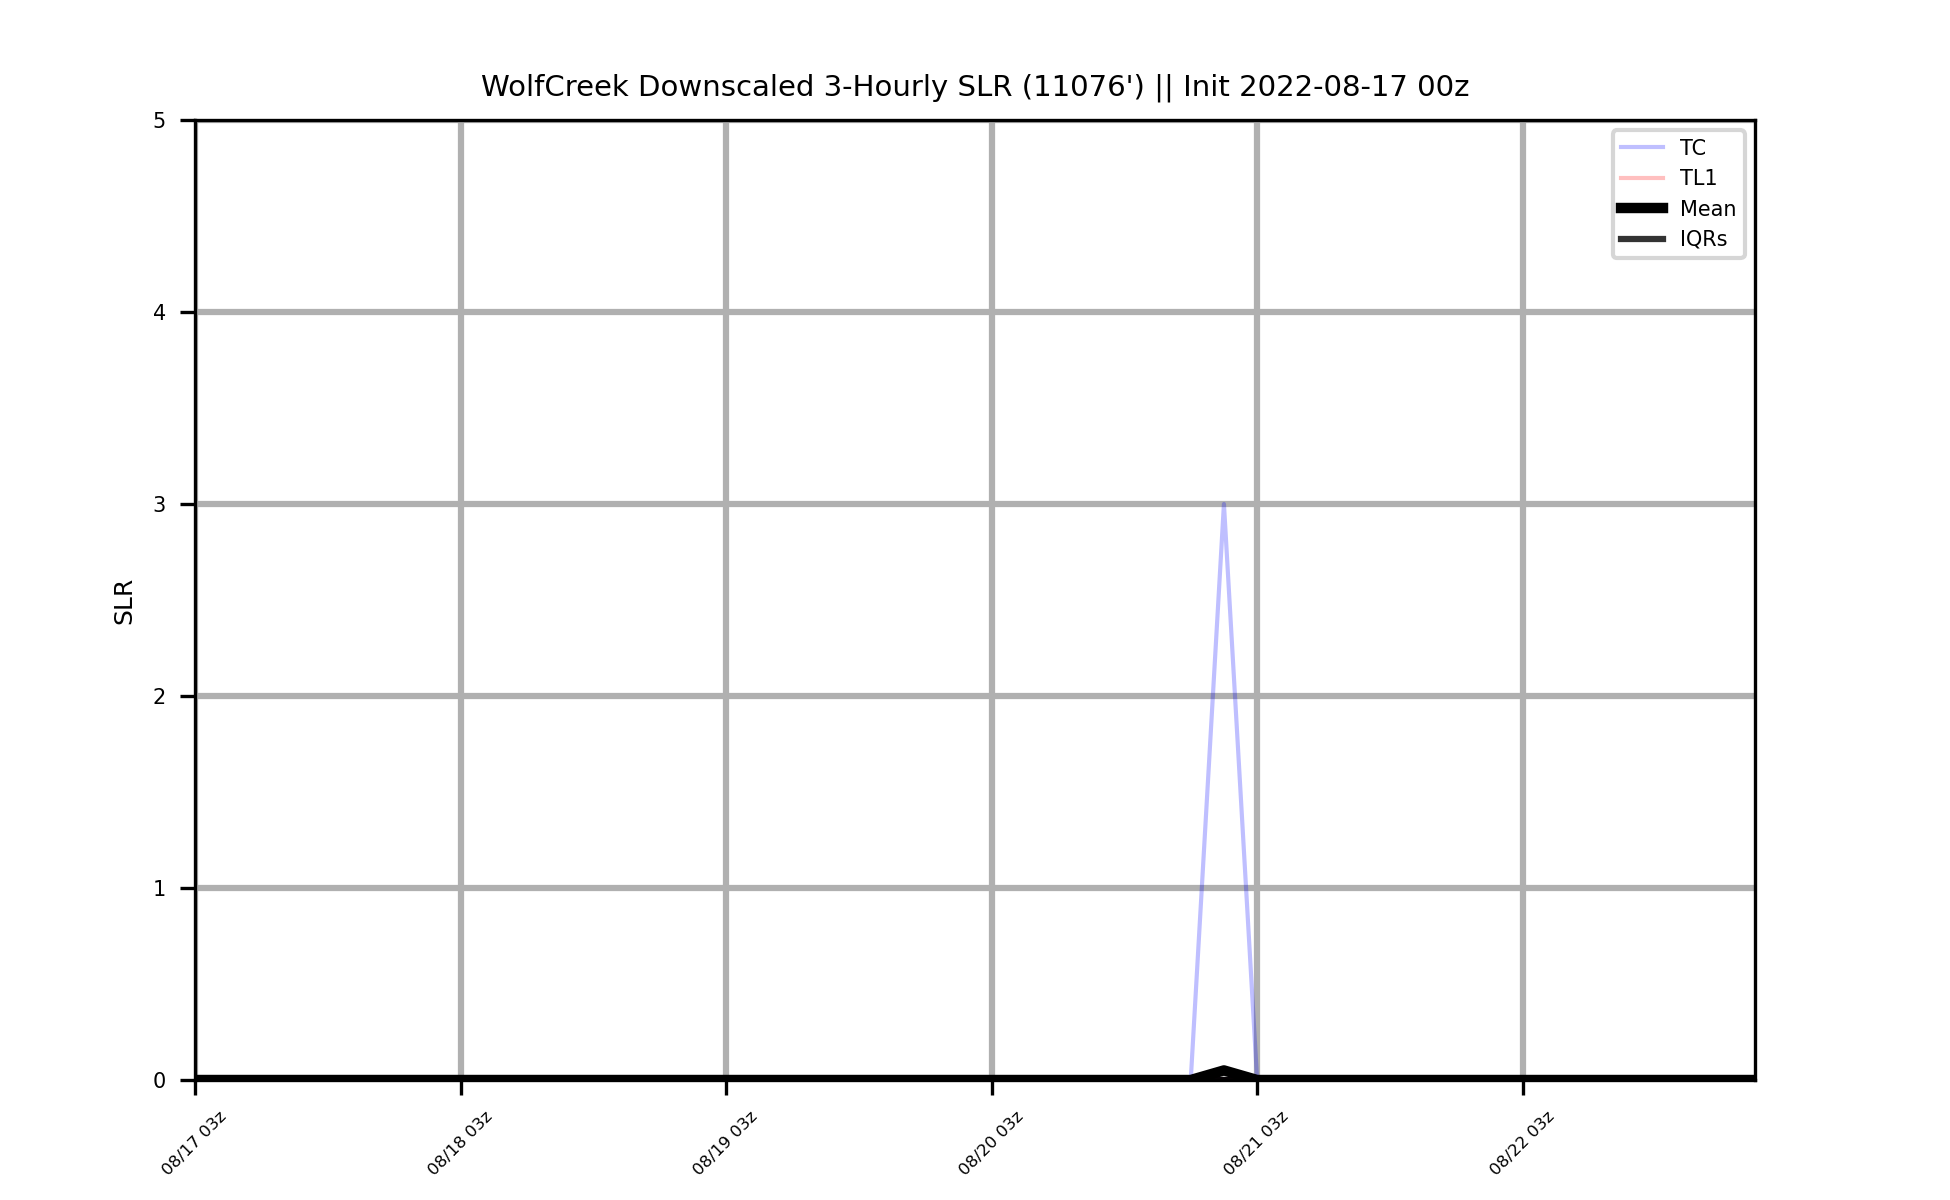 WolfCreek Downscaled 3-Hourly SLR (11076') || Init 2022-08-17 00z
5
4
3
2
1
0
SLR
TC
TL1
Mean
IQRs
08/17 03z
08/18 03z
08/19 03z
08/20 03z
08/21 03z
08/22 03z